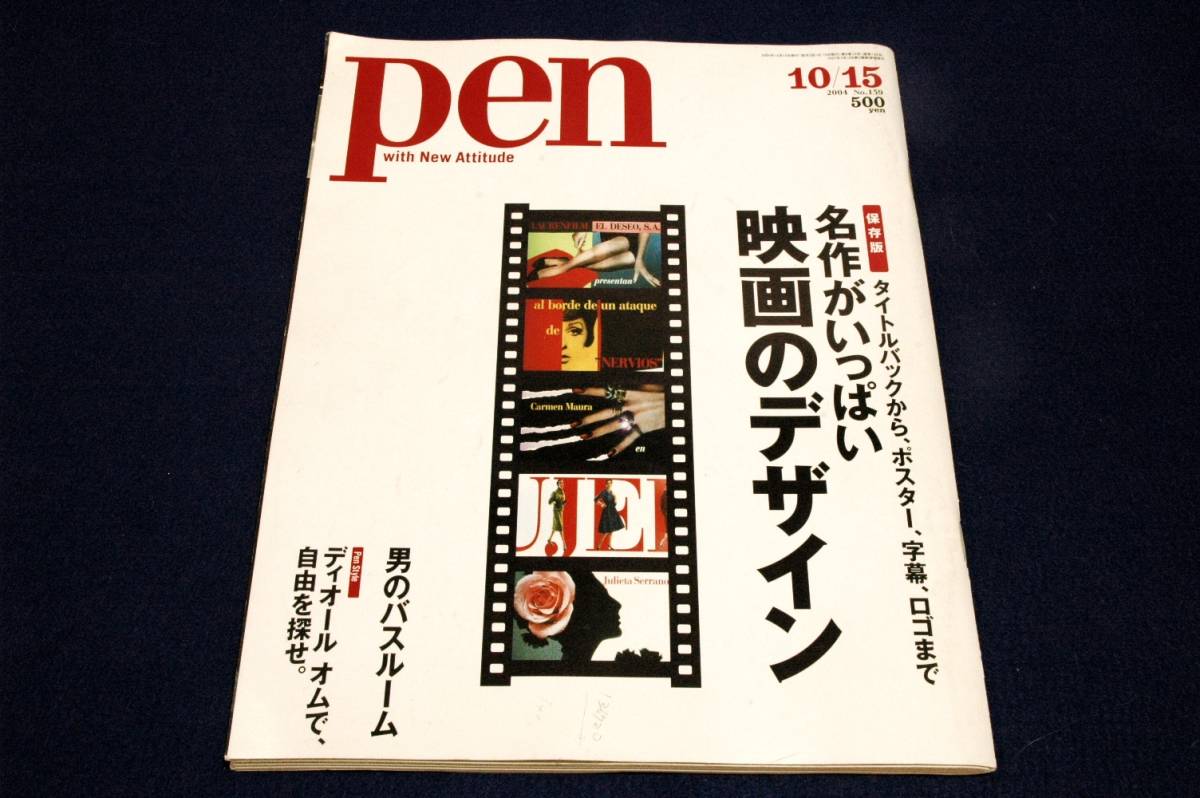 pen
with New Attitude
10/15
2004 No.139
500
yen
保存版
タイトルバックから、ポスター、字幕、ロゴまで
名作がいっぱい
映画のデザイン
LAURENFILM EL DESEO, S.A.
presentan
al borde de un ataque
de
"NERVIOS"
Carmen Maura
en
UJER
Julieta Serrano
男のバスルーム
Pen Style
ディオール オムで、
自由を探せ。